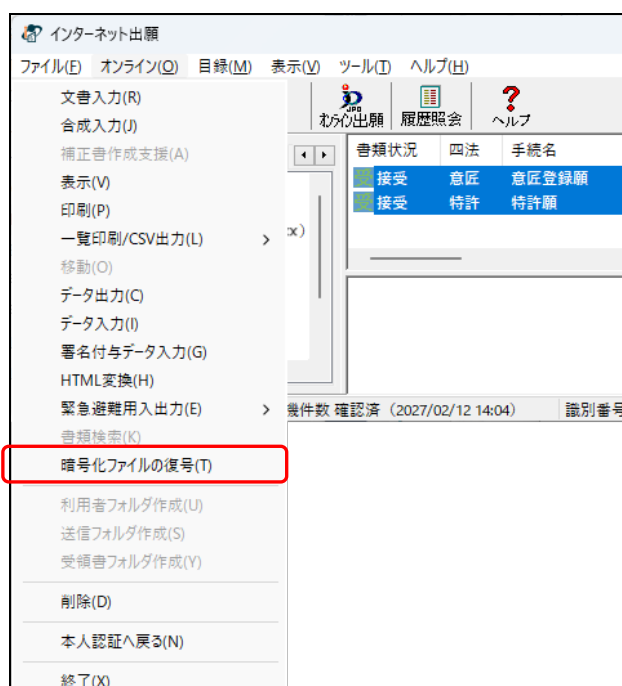 インターネット出願
ファイル(F) オンライン(O) 目録(M) 表示(V) ツール(T) ヘルプ(H)
文書入力(R)
合成入力(J)
補正書作成支援(A)
表示(V)
印刷(P)
一覧印刷/CSV出力(L)
移動(O)
データ出力(C)
データ入力(I)
署名付与データ入力(G)
HTML変換(H)
緊急避難用入出力(E)
書類検索(K)
暗号化ファイルの復号(T)
利用者フォルダ作成(U)
送信フォルダ作成(S)
受領書フォルダ作成(Y)
削除(D)
本人認証へ戻る(N)
終了(X)
JPO
出願 履歴照会 ヘルプ
書類状況 四法 手続名
受 接受 意匠 意匠登録願
受 接受 特許 特許願
x)
機件数 確認済 (2027/02/12 14:04) 識別番号